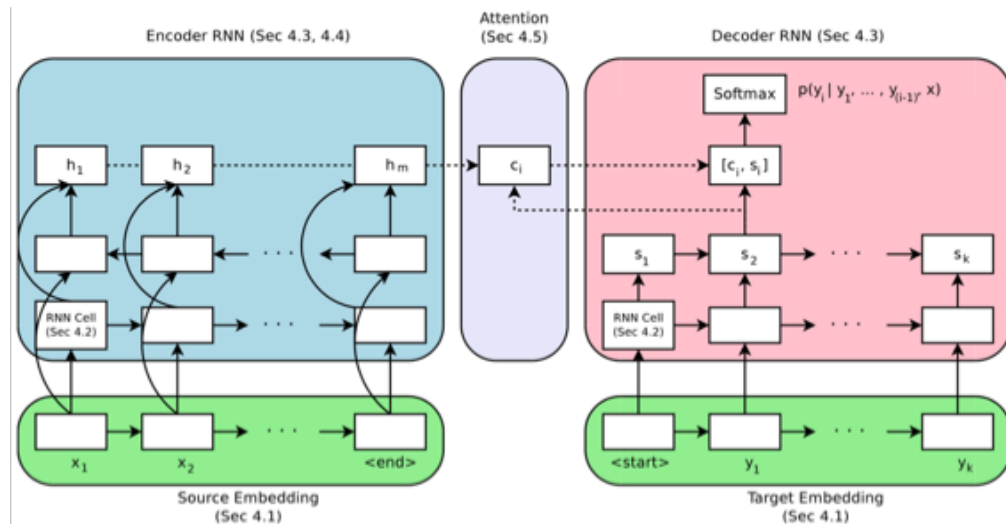 Encoder RNN (Sec 4.3, 4.4)
Attention
(Sec 4.5)
Decoder RNN (Sec 4.3)
Softmax
p(y_i | y_1, ... , y_(i-1), x)
h_1
h_2
h_m
c_i
[c_i, s_i]
. . .
s_1
s_2
. . .
s_k
RNN Cell
(Sec 4.2)
. . .
RNN Cell
(Sec 4.2)
. . .
. . .
. . .
x_1
x_2
<end>
<start>
y_1
y_k
Source Embedding
(Sec 4.1)
Target Embedding
(Sec 4.1)